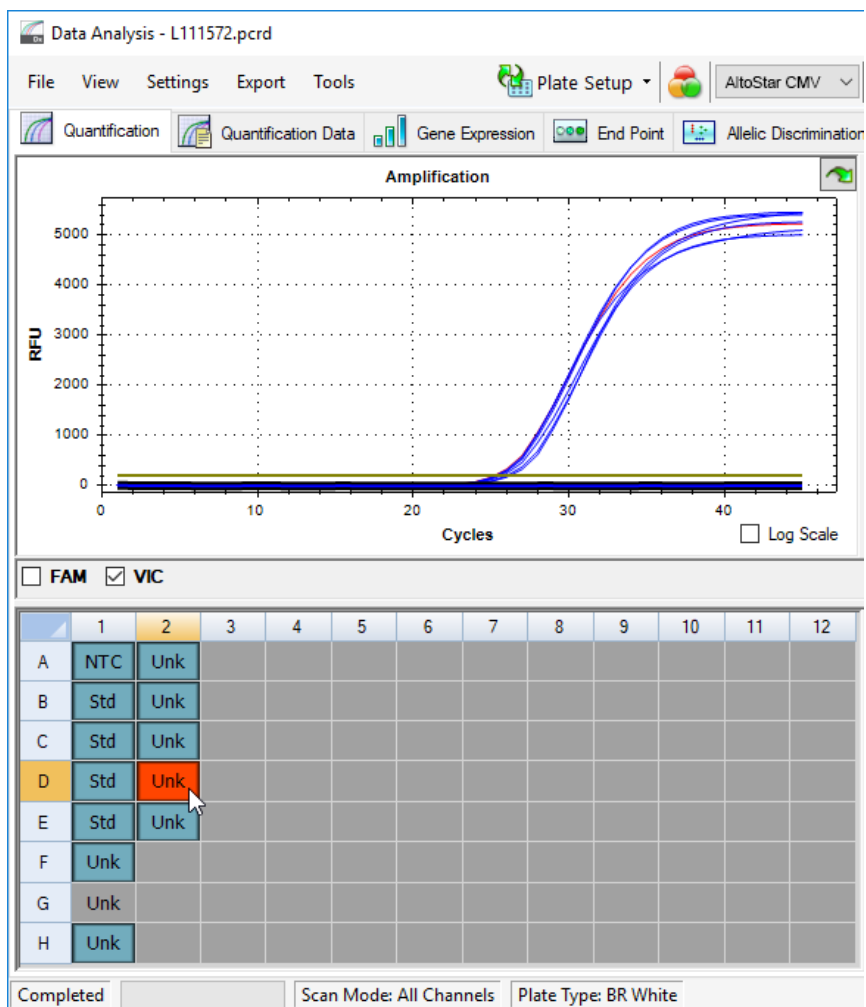 Data Analysis - L111572.pcrd
File View Settings Export Tools Plate Setup AltoStar CMV
Quantification Quantification Data Gene Expression End Point Allelic Discrimination
Amplification
5000
4000
3000
2000
1000
0
RFU
0 10 20 30 40
Cycles
Log Scale
FAM VIC
1 2 3 4 5 6 7 8 9 10 11 12
A NTC Unk
B Std Unk
C Std Unk
D Std Unk
E Std Unk
F Unk
G Unk
H Unk
Completed Scan Mode: All Channels Plate Type: BR White